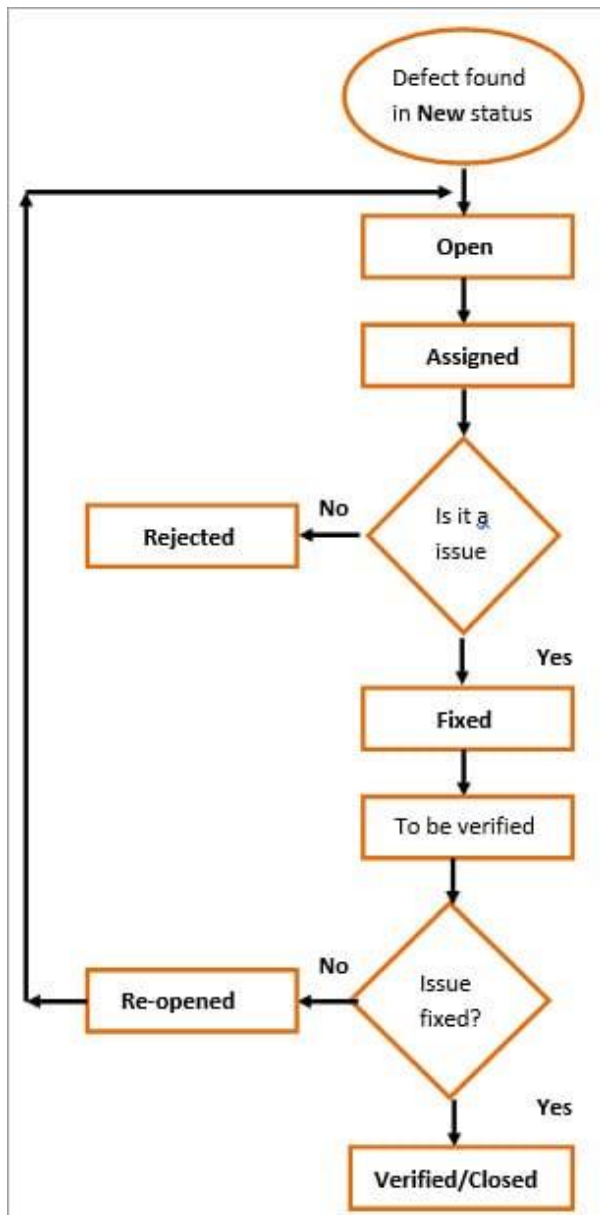 Defect found
in New status
Open
Assigned
Is it a
issue
No
Rejected
Yes
Fixed
To be verified
Issue
fixed?
No
Re-opened
Yes
Verified/Closed